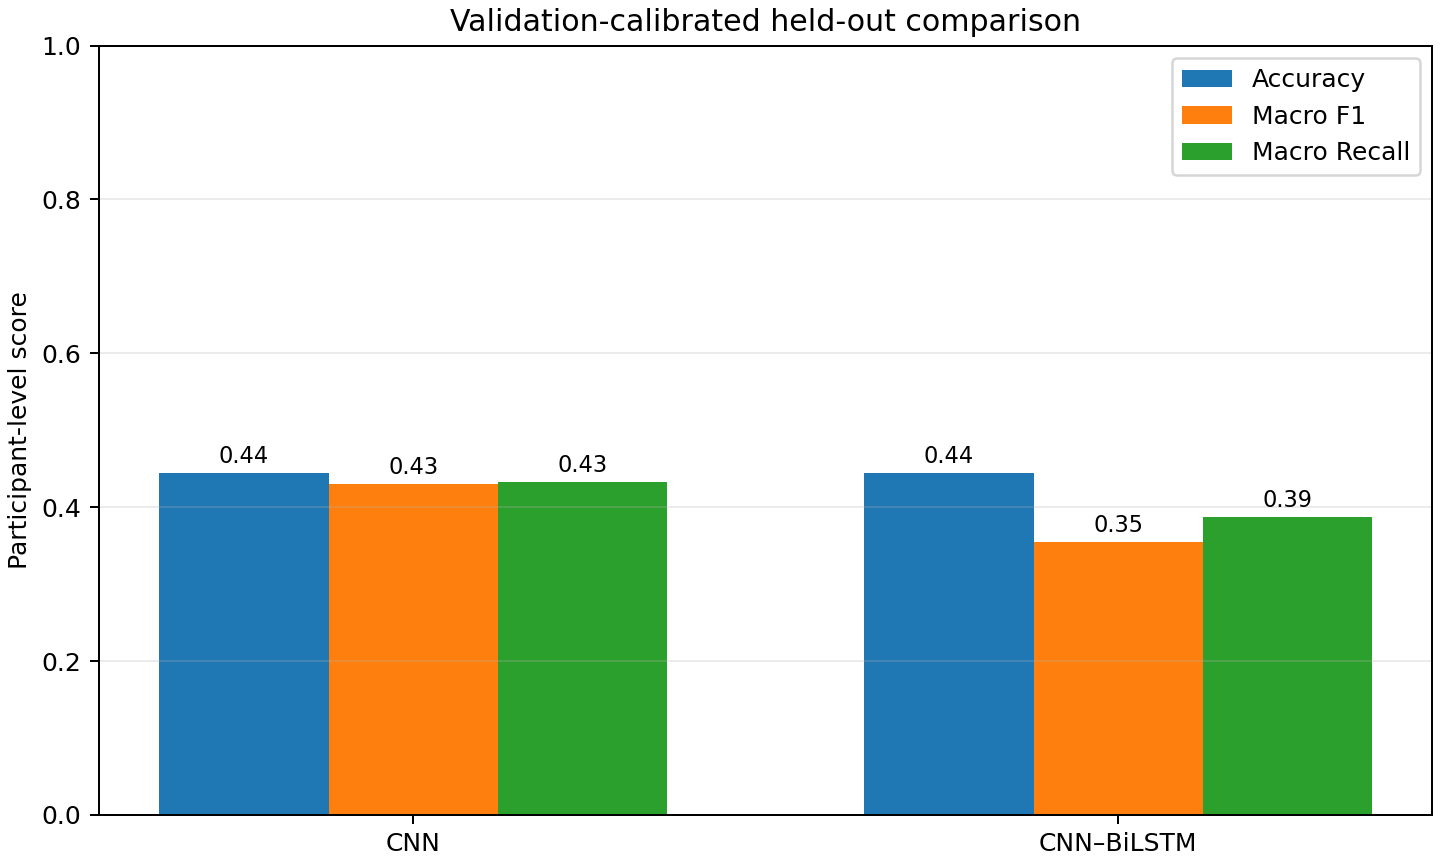 Validation-calibrated held-out comparison
Participant-level score
1.0
0.8
0.6
0.4
0.2
0.0
Accuracy
Macro F1
Macro Recall
0.44
0.43
0.43
0.44
0.35
0.39
CNN
CNN–BiLSTM